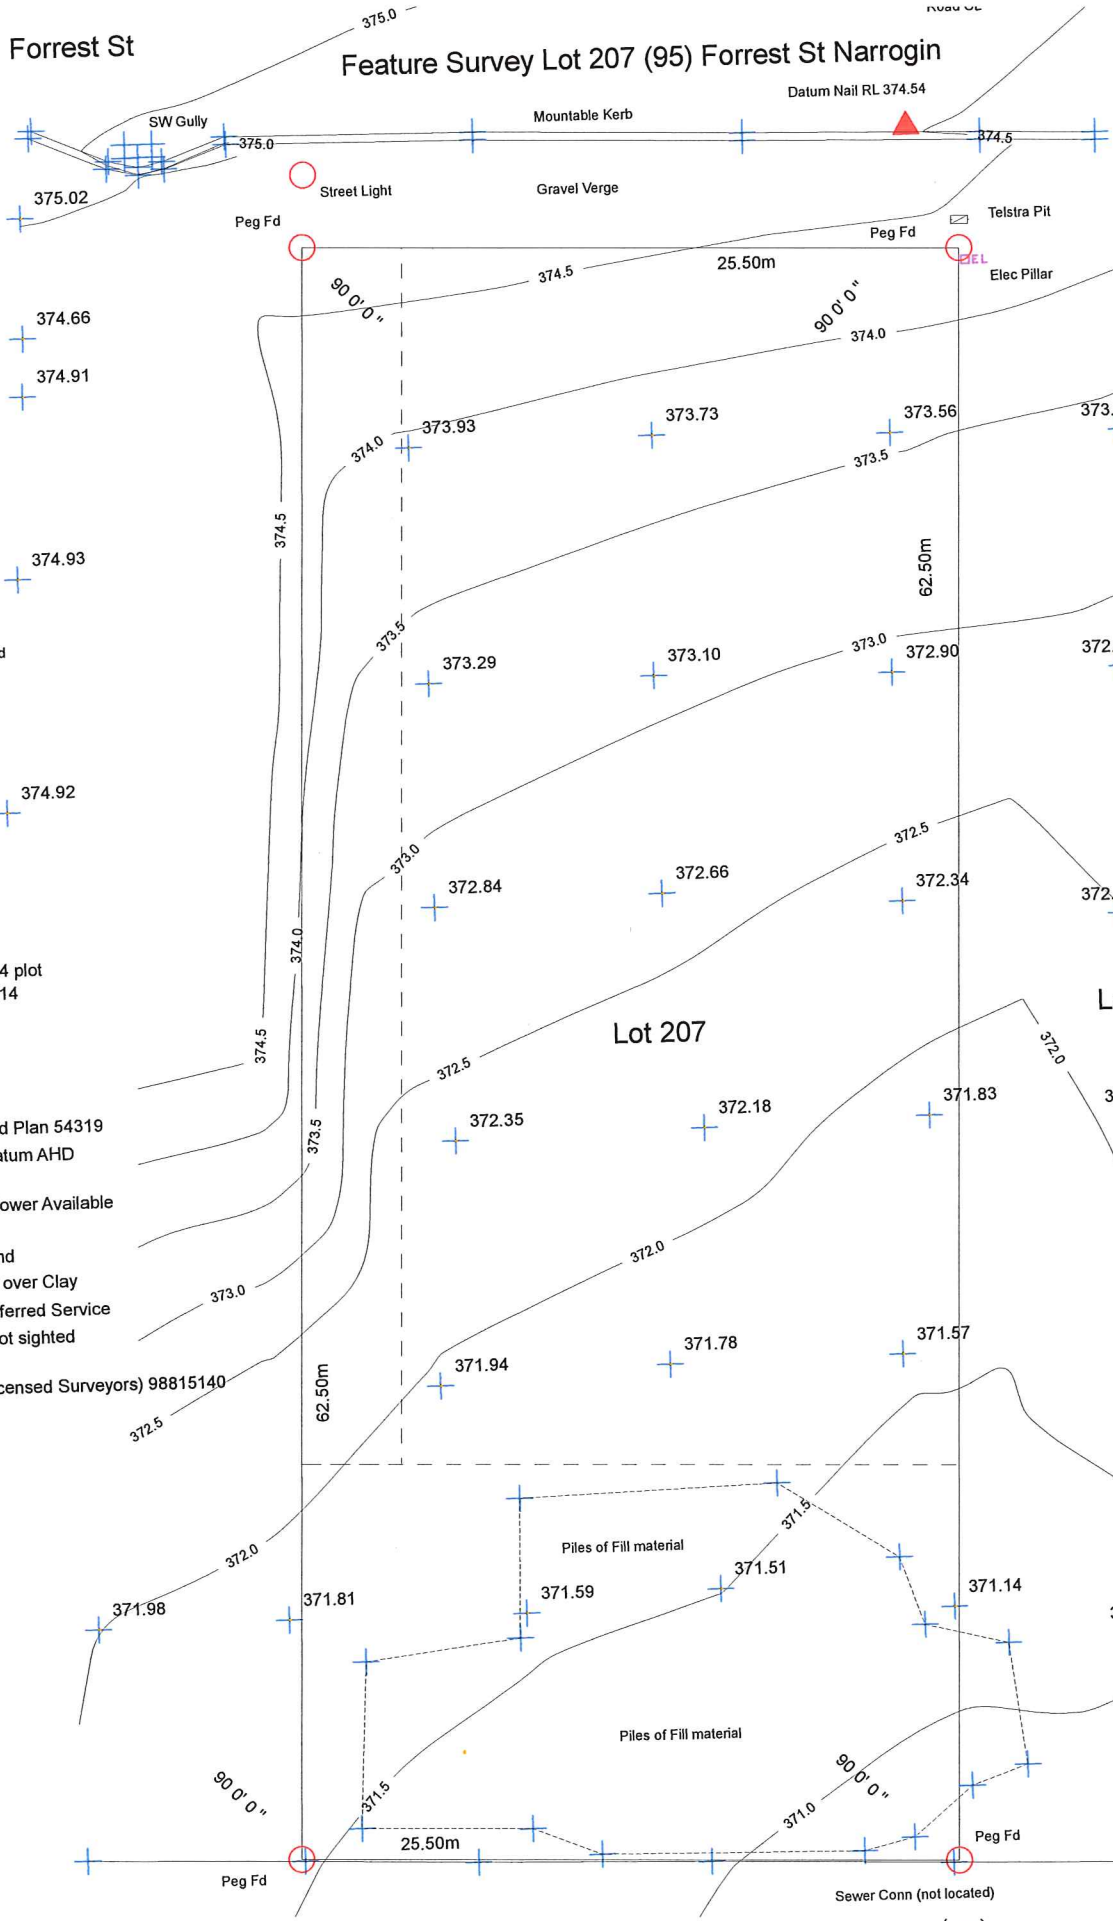 375.0
Forrest St
Feature Survey Lot 207 (95) Forrest St Narrogin
Datum Nail RL 374.54
Mountable Kerb
SW Gully
375.0
374.5
375.02
Street Light
Gravel Verge
Peg Fd
Peg Fd
Telstra Pit
25.50m
EL
Elec Pillar
374.5
90 0' 0 "
90 0' 0 "
374.66
374.0
374.91
373.93
373.73
373.56
373.
374.0
373.5
374.5
374.93
62.50m
373.5
373.29
373.10
373.0
372.90
372.
374.92
373.0
372.5
372.84
372.66
372.34
372.
374.0
4 plot
14
Lot 207
L
374.5
372.5
372.0
372.35
372.18
371.83
3
d Plan 54319
atum AHD
373.5
ower Available
nd
372.0
over Clay
373.0
ferred Service
ot sighted
371.94
371.78
371.57
censed Surveyors) 98815140
62.50m
372.5
371.5
Piles of Fill material
372.0
371.98
371.81
371.59
371.51
371.14
Piles of Fill material
90 0' 0 "
90 0' 0 "
371.5
371.0
25.50m
Peg Fd
Peg Fd
Sewer Conn (not located)